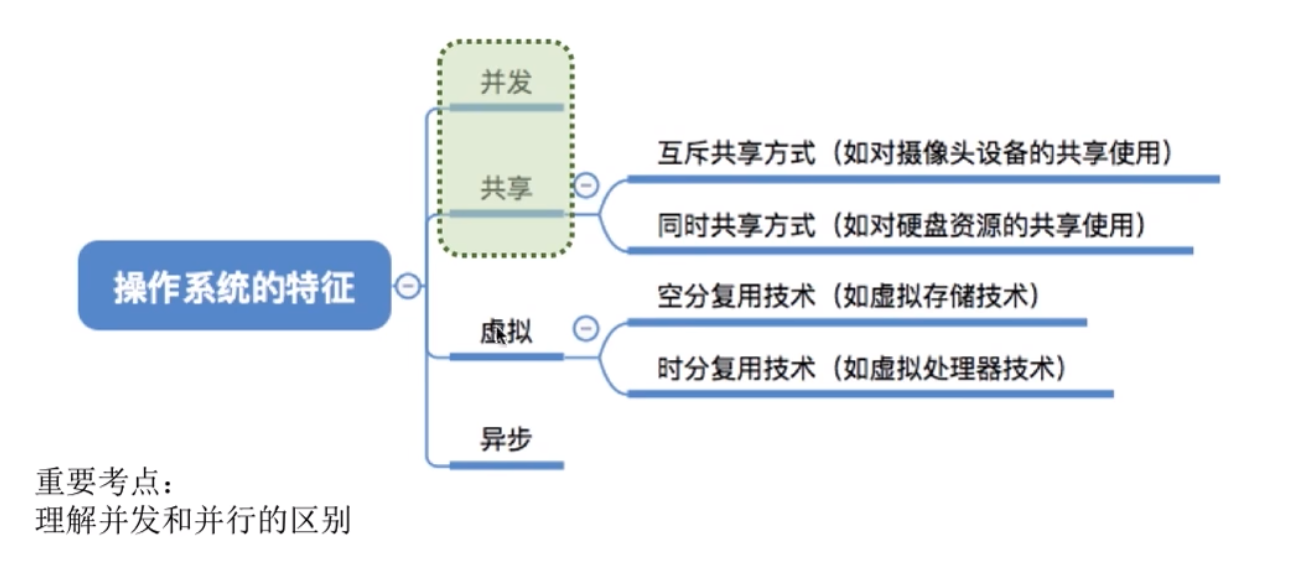 并发
共享
互斥共享方式（如对摄像头设备的共享使用）
同时共享方式（如对硬盘资源的共享使用）
操作系统的特征
虚拟
空分复用技术（如虚拟存储技术）
时分复用技术（如虚拟处理器技术）
异步
重要考点：
理解并发和并行的区别